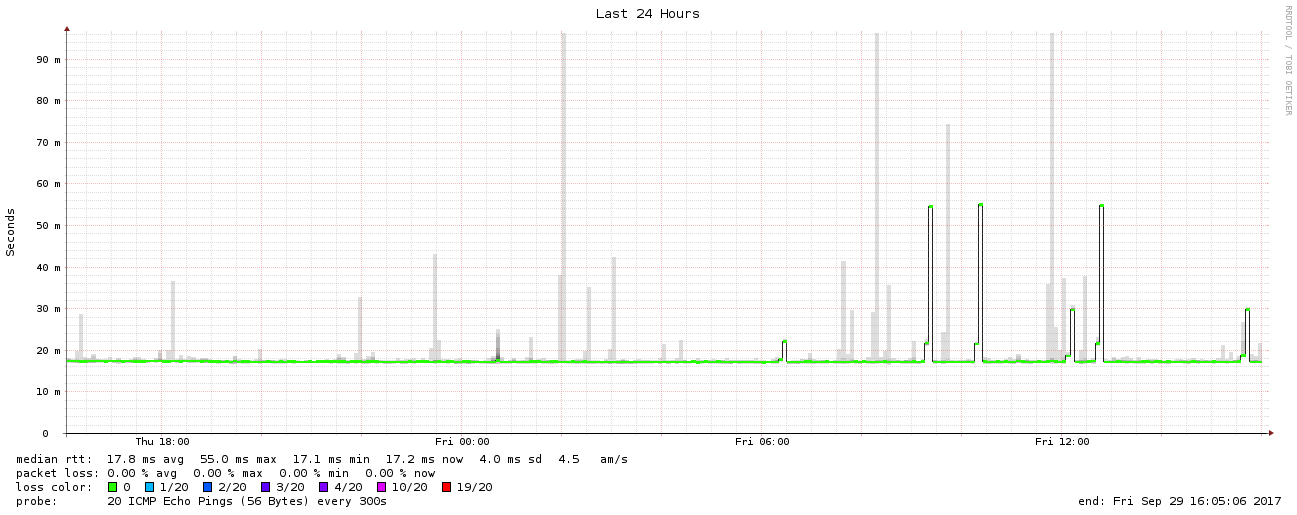 Last 24 Hours
RRDTOOL / TOBI OETIKER
Seconds
90 m
80 m
70 m
60 m
50 m
40 m
30 m
20 m
10 m
0
Thu 18:00 Fri 00:00 Fri 06:00 Fri 12:00
median rtt: 17.8 ms avg 55.0 ms max 17.1 ms min 17.2 ms now 4.0 ms sd 4.5 am/s
packet loss: 0.00 % avg 0.00 % max 0.00 % min 0.00 % now
loss color: 0 1/20 2/20 3/20 4/20 10/20 19/20
probe: 20 ICMP Echo Pings (56 Bytes) every 300s end: Fri Sep 29 16:05:06 2017